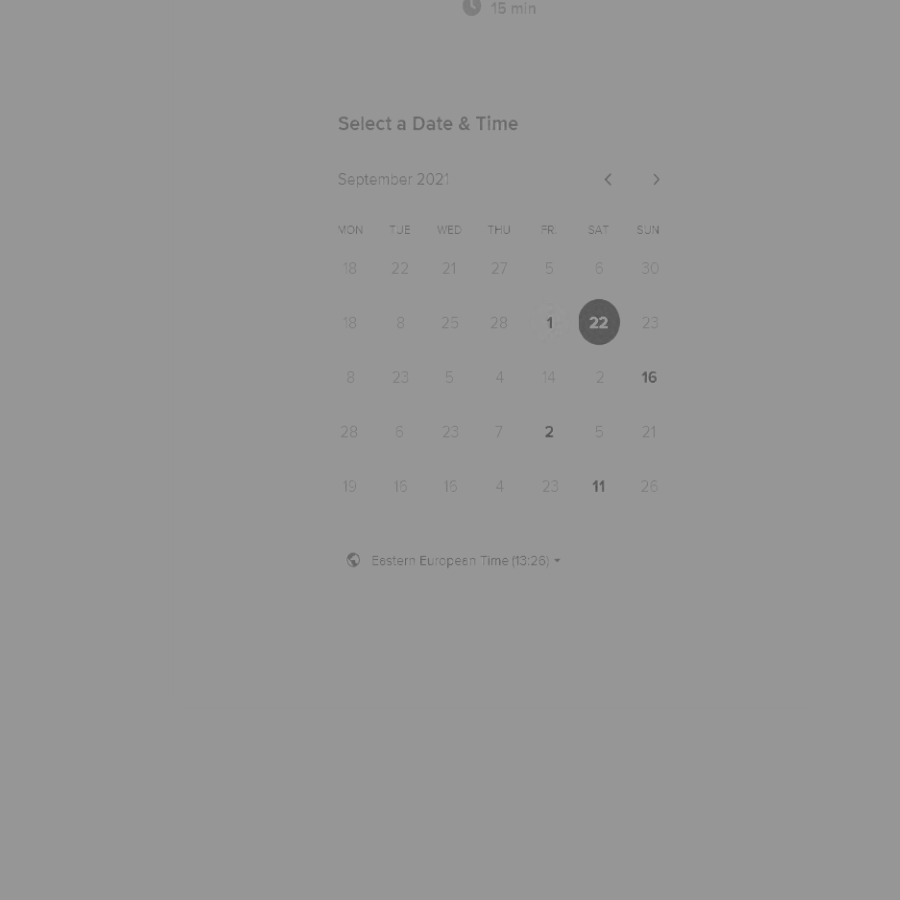 15 min
Select a Date & Time
September 2021
MON TUE WED THU FRI SAT SUN
18 22 21 27 5 6 30
18 8 25 28 1 22 23
8 23 5 4 14 2 16
28 6 23 7 2 5 21
19 16 16 4 23 11 26
Eastern European Time (13:26)